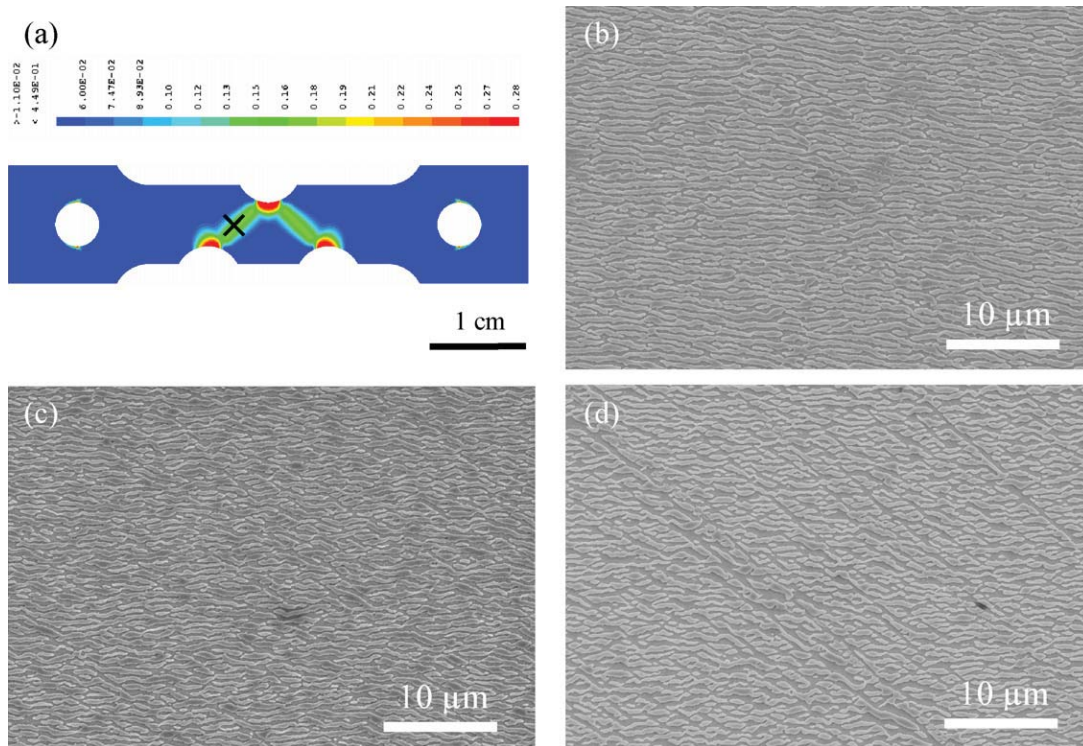 (a)
>-1.10E-02
< 4.49E-01
6.00E-02
7.47E-02
8.93E-02
0.10
0.12
0.13
0.15
0.16
0.18
0.19
0.21
0.22
0.24
0.25
0.27
0.28
1 cm
(b)
10 μm
(c)
10 μm
(d)
10 μm